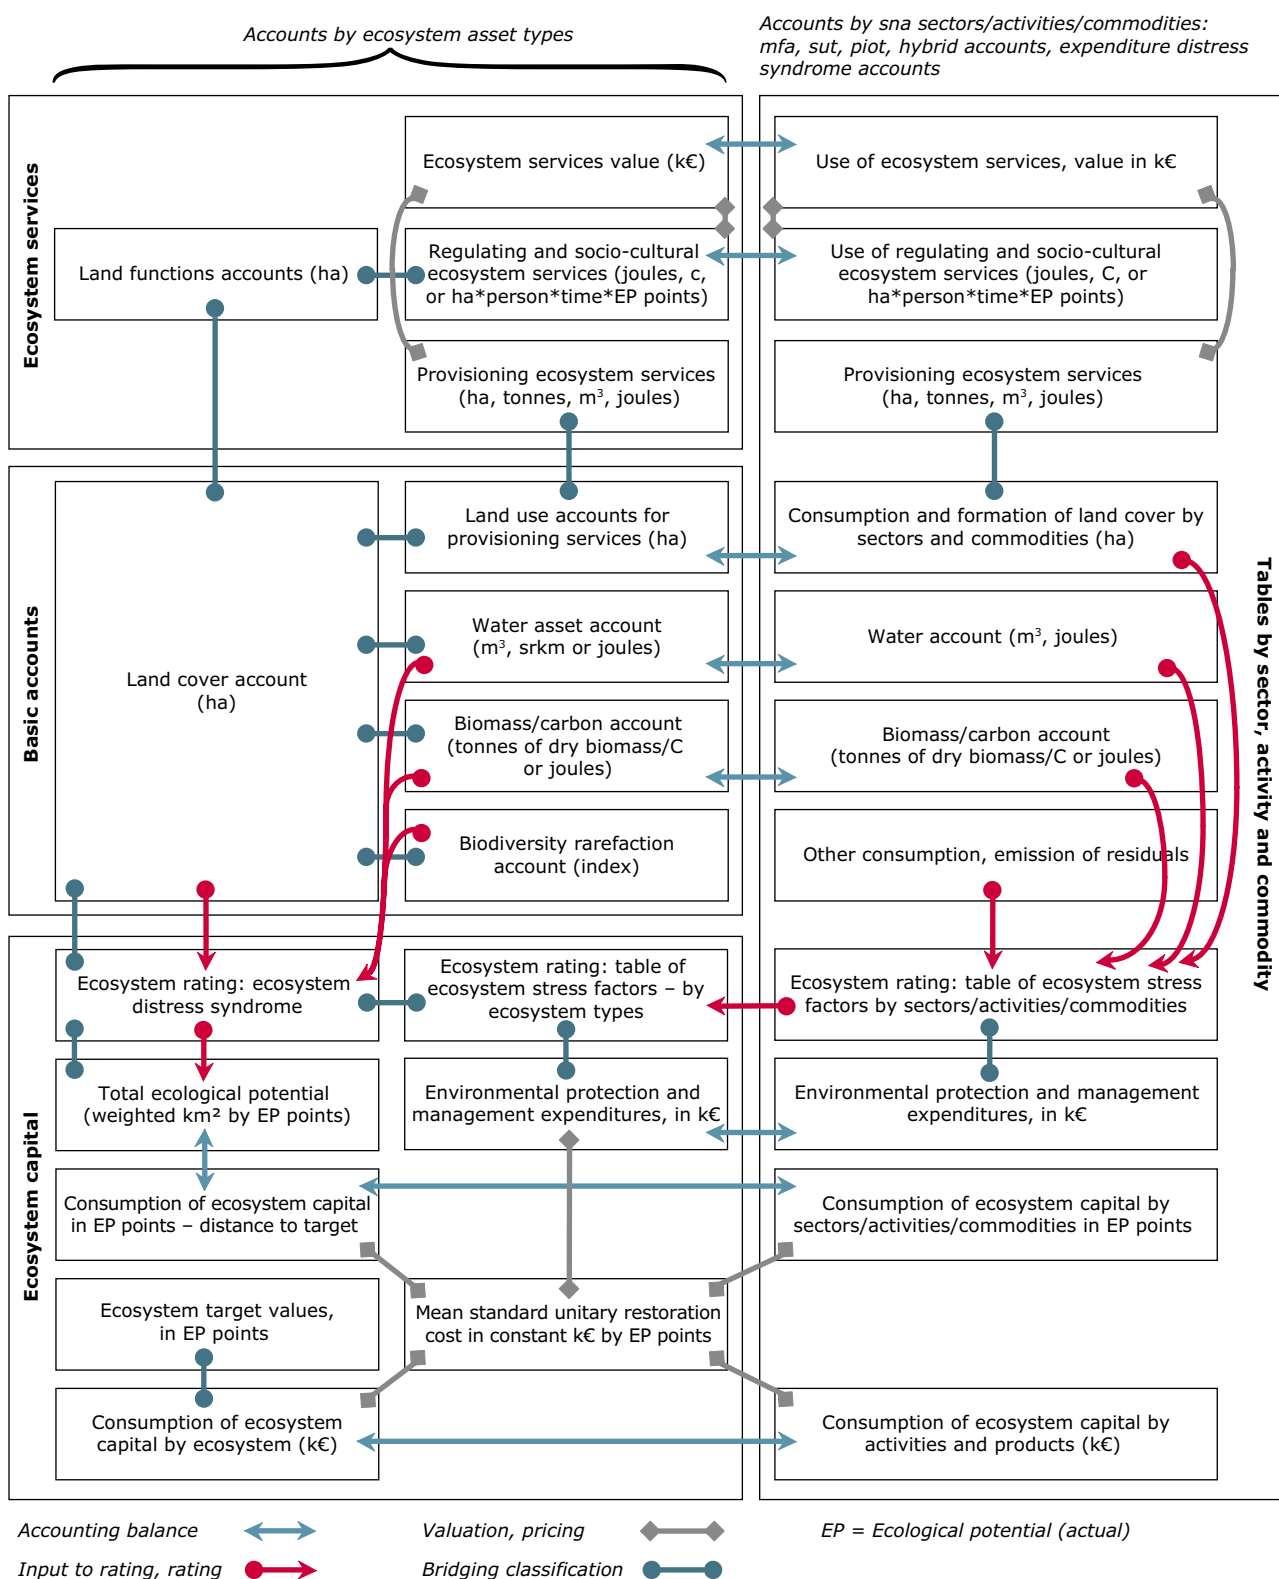 Accounts by ecosystem asset types
Accounts by sna sectors/activities/commodities:
mfa, sut, piot, hybrid accounts, expenditure distress
syndrome accounts
Ecosystem services
Ecosystem services value (k€)
Use of ecosystem services, value in k€
Land functions accounts (ha)
Regulating and socio-cultural
ecosystem services (joules, c,
or ha*person*time*EP points)
Use of regulating and socio-cultural
ecosystem services (joules, C, or
ha*person*time*EP points)
Provisioning ecosystem services
(ha, tonnes, m³, joules)
Provisioning ecosystem services
(ha, tonnes, m³, joules)
Basic accounts
Land cover account
(ha)
Land use accounts for
provisioning services (ha)
Consumption and formation of land cover by
sectors and commodities (ha)
Water asset account
(m³, srkm or joules)
Water account (m³, joules)
Biomass/carbon account
(tonnes of dry biomass/C
or joules)
Biomass/carbon account
(tonnes of dry biomass/C or joules)
Biodiversity rarefaction
account (index)
Other consumption, emission of residuals
Tables by sector, activity and commodity
Ecosystem capital
Ecosystem rating: ecosystem
distress syndrome
Ecosystem rating: table of
ecosystem stress factors – by
ecosystem types
Ecosystem rating: table of ecosystem stress
factors by sectors/activities/commodities
Total ecological potential
(weighted km² by EP points)
Environmental protection and
management expenditures, in k€
Environmental protection and management
expenditures, in k€
Consumption of ecosystem capital
in EP points – distance to target
Consumption of ecosystem capital by
sectors/activities/commodities in EP points
Ecosystem target values,
in EP points
Mean standard unitary restoration
cost in constant k€ by EP points
Consumption of ecosystem
capital by ecosystem (k€)
Consumption of ecosystem capital by
activities and products (k€)
Accounting balance
Valuation, pricing
EP = Ecological potential (actual)
Input to rating, rating
Bridging classification